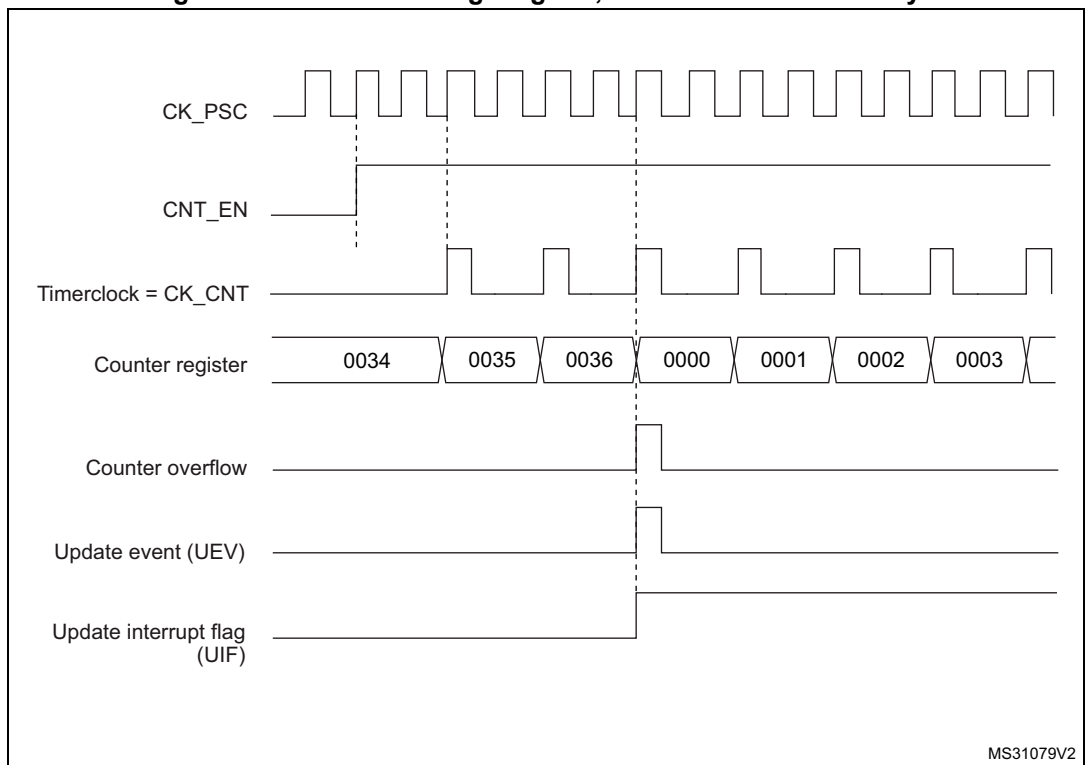 CK_PSC
CNT_EN
Timerclock = CK_CNT
Counter register
0034 0035 0036 0000 0001 0002 0003
Counter overflow
Update event (UEV)
Update interrupt flag
(UIF)
MS31079V2